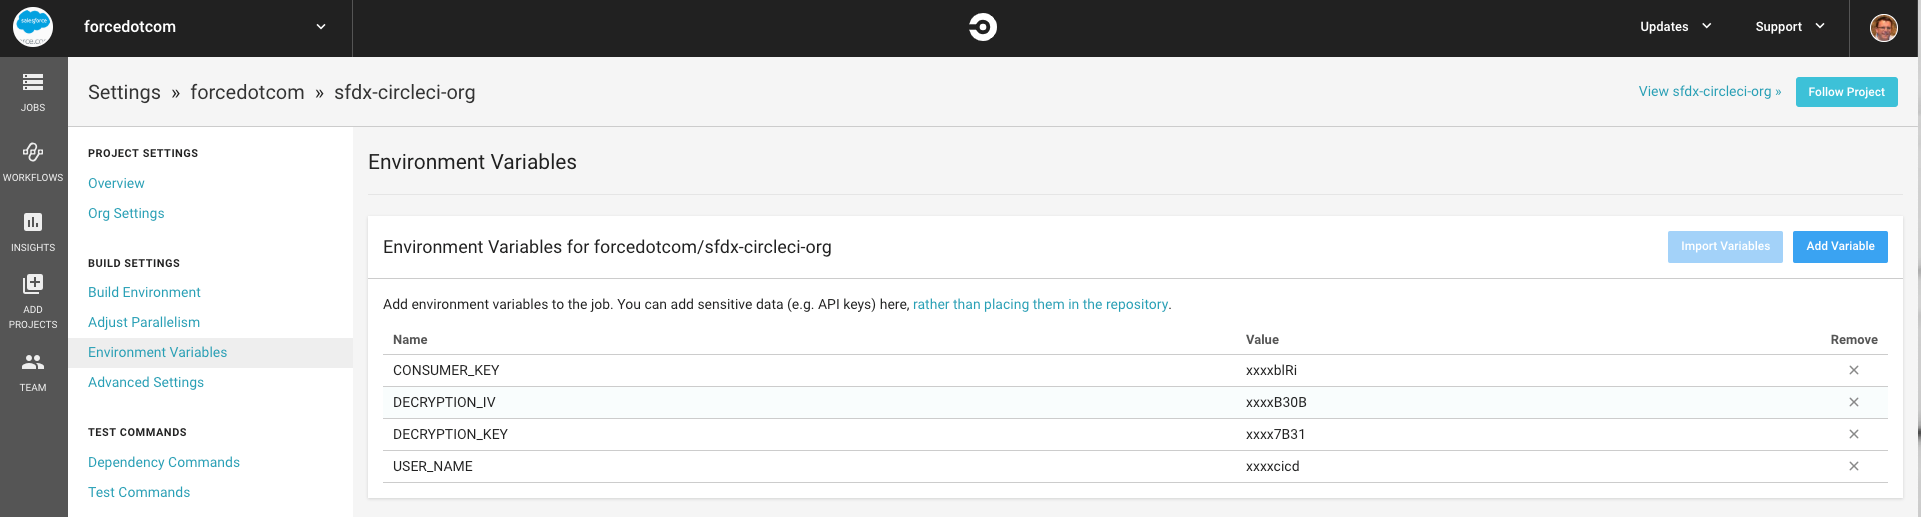 salesforce
forcedotcom
Updates
Support
Settings » forcedotcom » sfdx-circleci-org
View sfdx-circleci-org »
Follow Project
JOBS
WORKFLOWS
INSIGHTS
ADD
PROJECTS
TEAM
PROJECT SETTINGS
Overview
Org Settings
BUILD SETTINGS
Build Environment
Adjust Parallelism
Environment Variables
Advanced Settings
TEST COMMANDS
Dependency Commands
Test Commands
Environment Variables
Environment Variables for forcedotcom/sfdx-circleci-org
Import Variables
Add Variable
Add environment variables to the job. You can add sensitive data (e.g. API keys) here, rather than placing them in the repository.
Name Value Remove
CONSUMER_KEY xxxxblRi ×
DECRYPTION_IV xxxxB30B ×
DECRYPTION_KEY xxxx7B31 ×
USER_NAME xxxxcicd ×